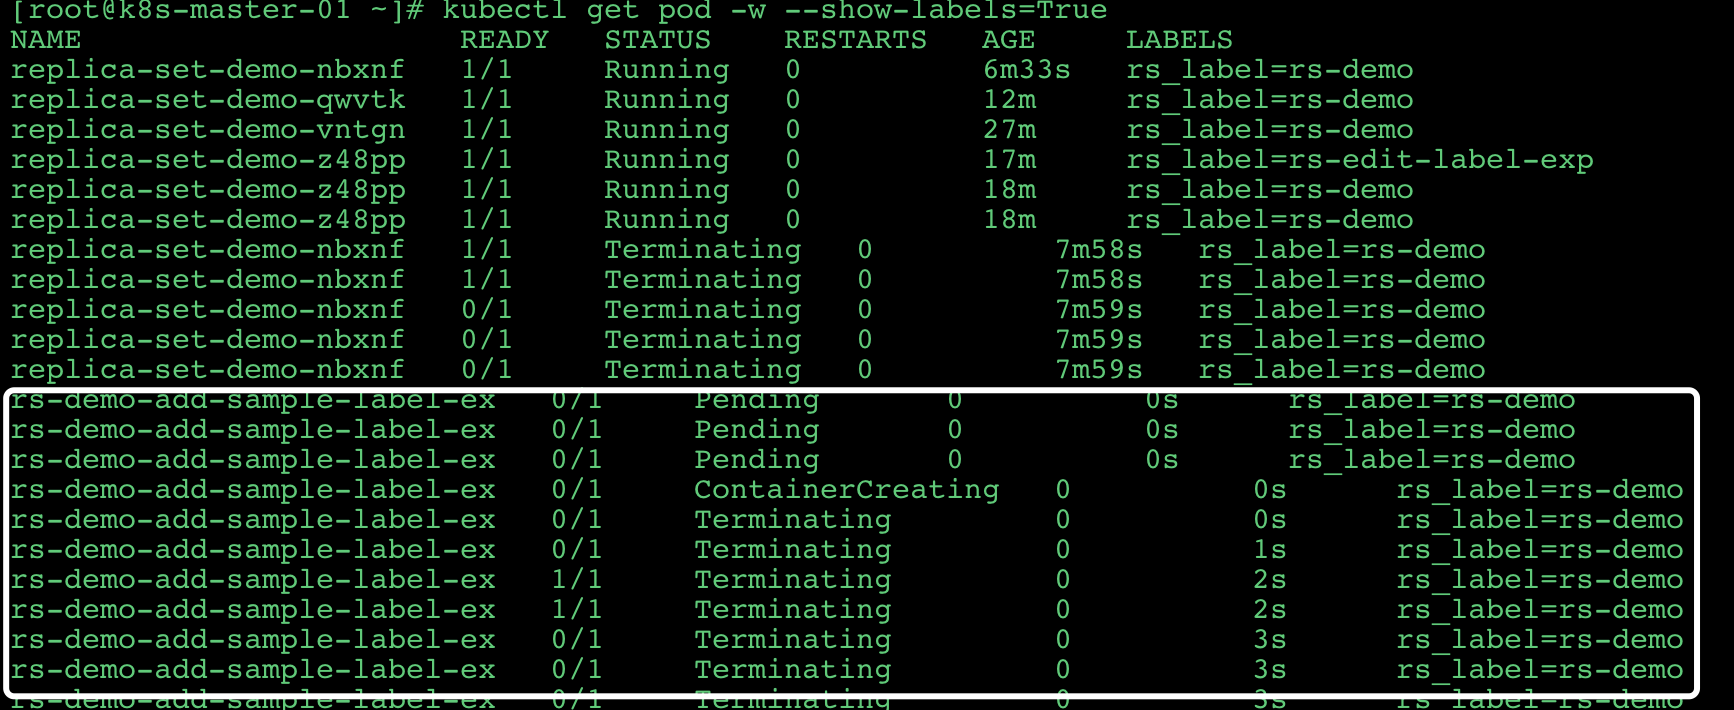 [root@k8s-master-01 ~]# kubectl get pod -w --show-labels=True
NAME READY STATUS RESTARTS AGE LABELS
replica-set-demo-nbxnf 1/1 Running 0 6m33s rs_label=rs-demo
replica-set-demo-qwvtk 1/1 Running 0 12m rs_label=rs-demo
replica-set-demo-vntgn 1/1 Running 0 27m rs_label=rs-demo
replica-set-demo-z48pp 1/1 Running 0 17m rs_label=rs-edit-label-exp
replica-set-demo-z48pp 1/1 Running 0 18m rs_label=rs-demo
replica-set-demo-z48pp 1/1 Running 0 18m rs_label=rs-demo
replica-set-demo-nbxnf 1/1 Terminating 0 7m58s rs_label=rs-demo
replica-set-demo-nbxnf 1/1 Terminating 0 7m58s rs_label=rs-demo
replica-set-demo-nbxnf 0/1 Terminating 0 7m59s rs_label=rs-demo
replica-set-demo-nbxnf 0/1 Terminating 0 7m59s rs_label=rs-demo
replica-set-demo-nbxnf 0/1 Terminating 0 7m59s rs_label=rs-demo
rs-demo-add-sample-label-ex 0/1 Pending 0 0s rs_label=rs-demo
rs-demo-add-sample-label-ex 0/1 Pending 0 0s rs_label=rs-demo
rs-demo-add-sample-label-ex 0/1 Pending 0 0s rs_label=rs-demo
rs-demo-add-sample-label-ex 0/1 ContainerCreating 0 0s rs_label=rs-demo
rs-demo-add-sample-label-ex 0/1 Terminating 0 0s rs_label=rs-demo
rs-demo-add-sample-label-ex 0/1 Terminating 0 1s rs_label=rs-demo
rs-demo-add-sample-label-ex 1/1 Terminating 0 2s rs_label=rs-demo
rs-demo-add-sample-label-ex 1/1 Terminating 0 2s rs_label=rs-demo
rs-demo-add-sample-label-ex 0/1 Terminating 0 3s rs_label=rs-demo
rs-demo-add-sample-label-ex 0/1 Terminating 0 3s rs_label=rs-demo
rs-demo-add-sample-label-ex 0/1 Terminating 0 3s rs_label=rs-demo